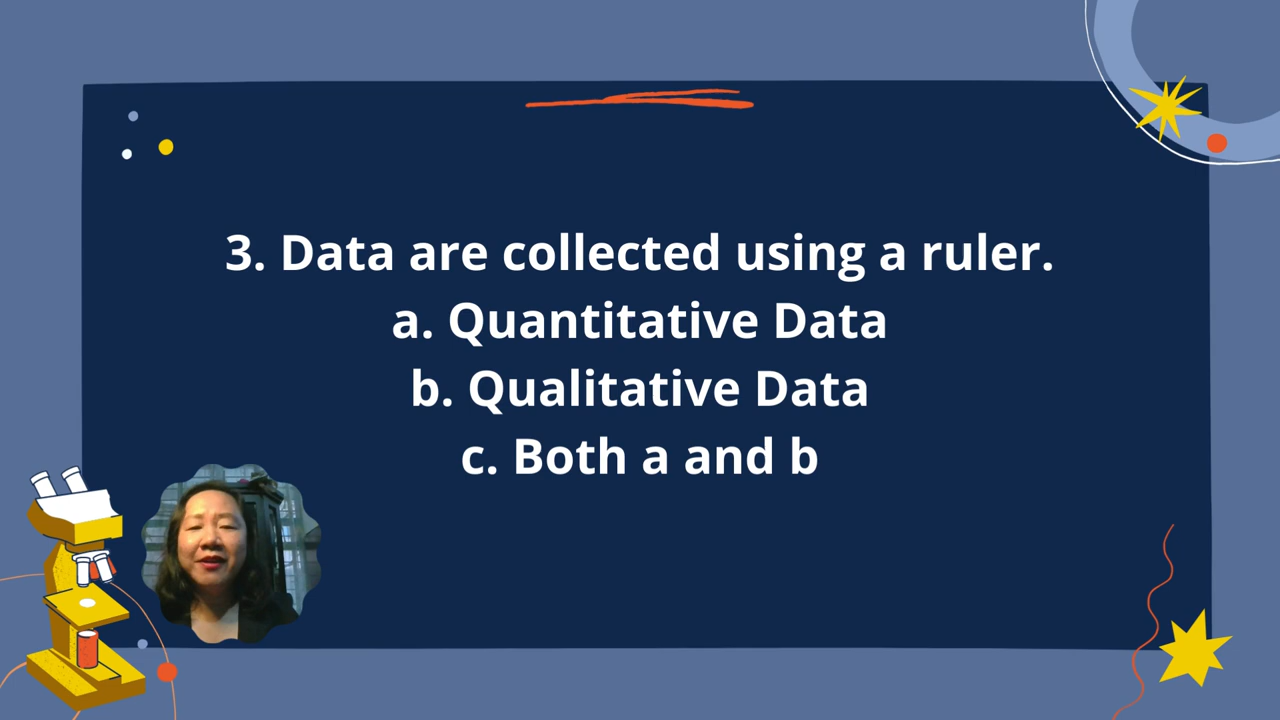 3. Data are collected using a ruler.
a. Quantitative Data
b. Qualitative Data
c. Both a and b